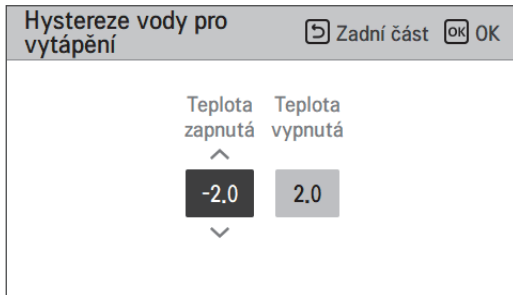 Hystereze vody pro
vytápění
Zadní část OK OK
Teplota Teplota
zapnutá vypnutá
-2.0 2.0